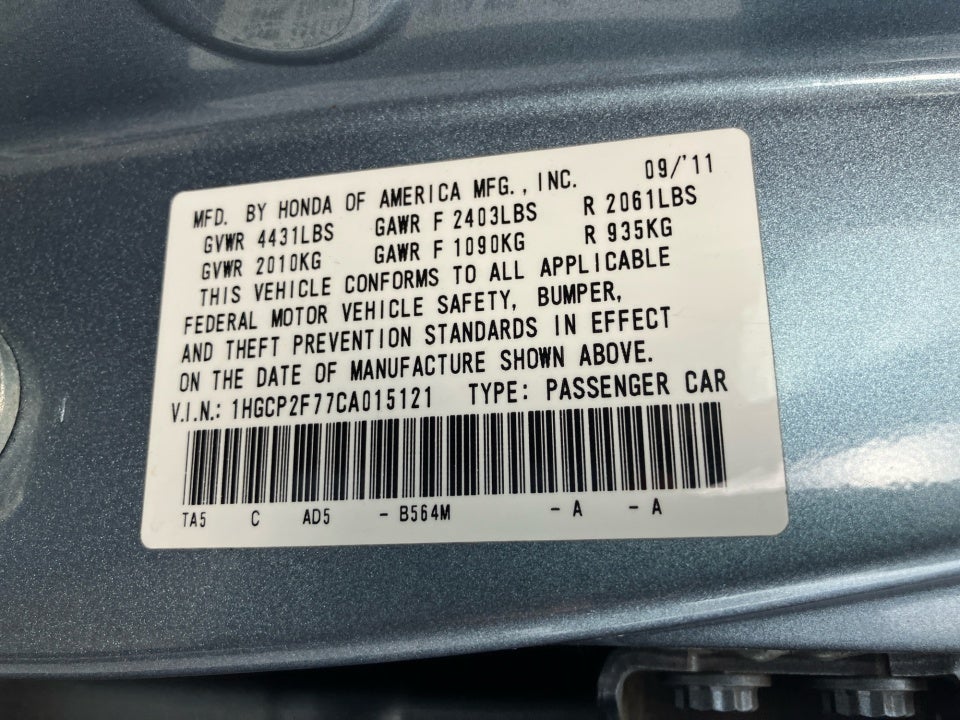 MFD. BY HONDA OF AMERICA MFG., INC. 09/'11
GVWR 4431LBS GAWR F 2403LBS R 2061LBS
GVWR 2010KG GAWR F 1090KG R 935KG
THIS VEHICLE CONFORMS TO ALL APPLICABLE
FEDERAL MOTOR VEHICLE SAFETY, BUMPER,
AND THEFT PREVENTION STANDARDS IN EFFECT
ON THE DATE OF MANUFACTURE SHOWN ABOVE.
V.I.N.: 1HGCP2F77CA015121 TYPE: PASSENGER CAR
TA5 C AD5 - B564M - A - A